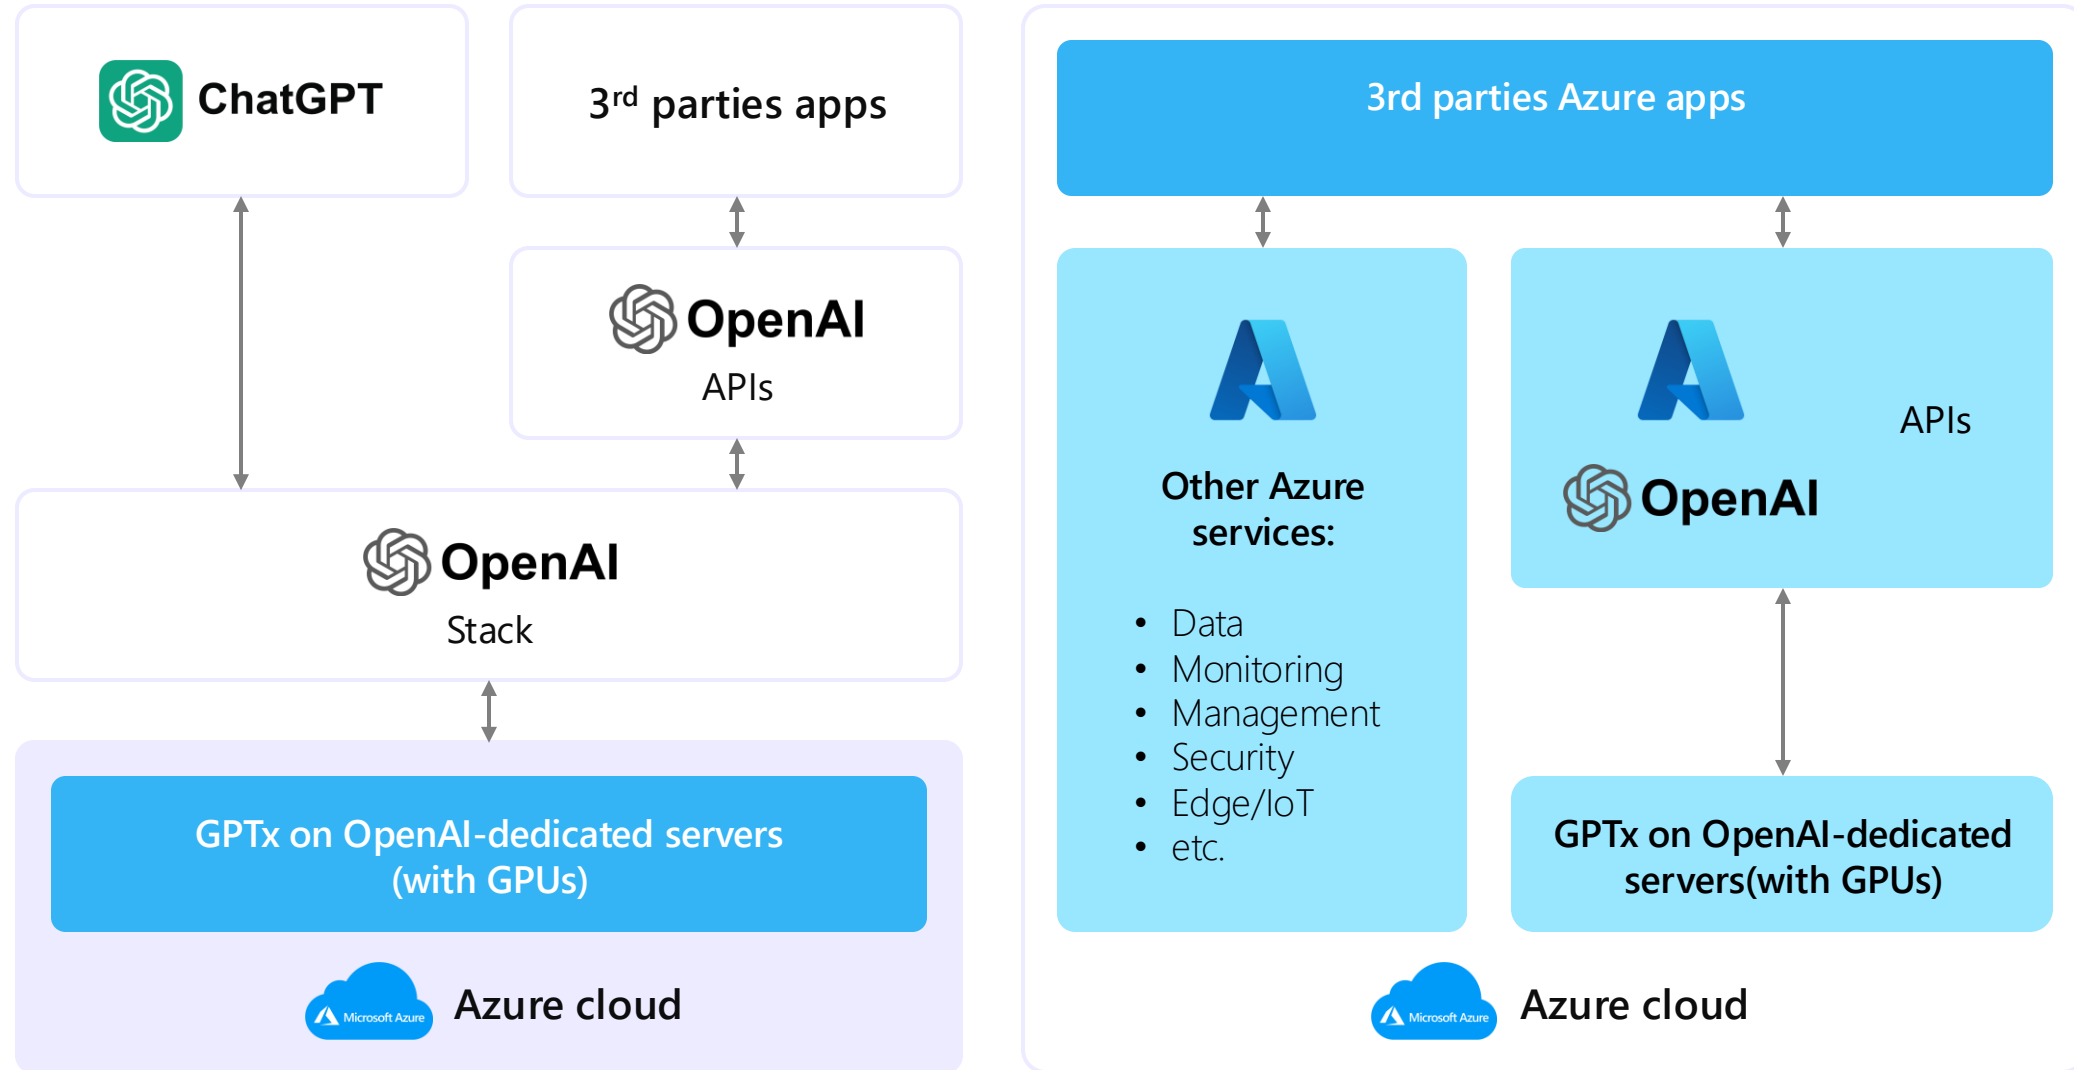 ChatGPT
3rd parties apps
OpenAI
APIs
OpenAI
Stack
GPTx on OpenAI-dedicated servers
(with GPUs)
Microsoft Azure
Azure cloud
3rd parties Azure apps
Other Azure
services:
• Data
• Monitoring
• Management
• Security
• Edge/IoT
• etc.
APIs
OpenAI
GPTx on OpenAI-dedicated
servers(with GPUs)
Microsoft Azure
Azure cloud